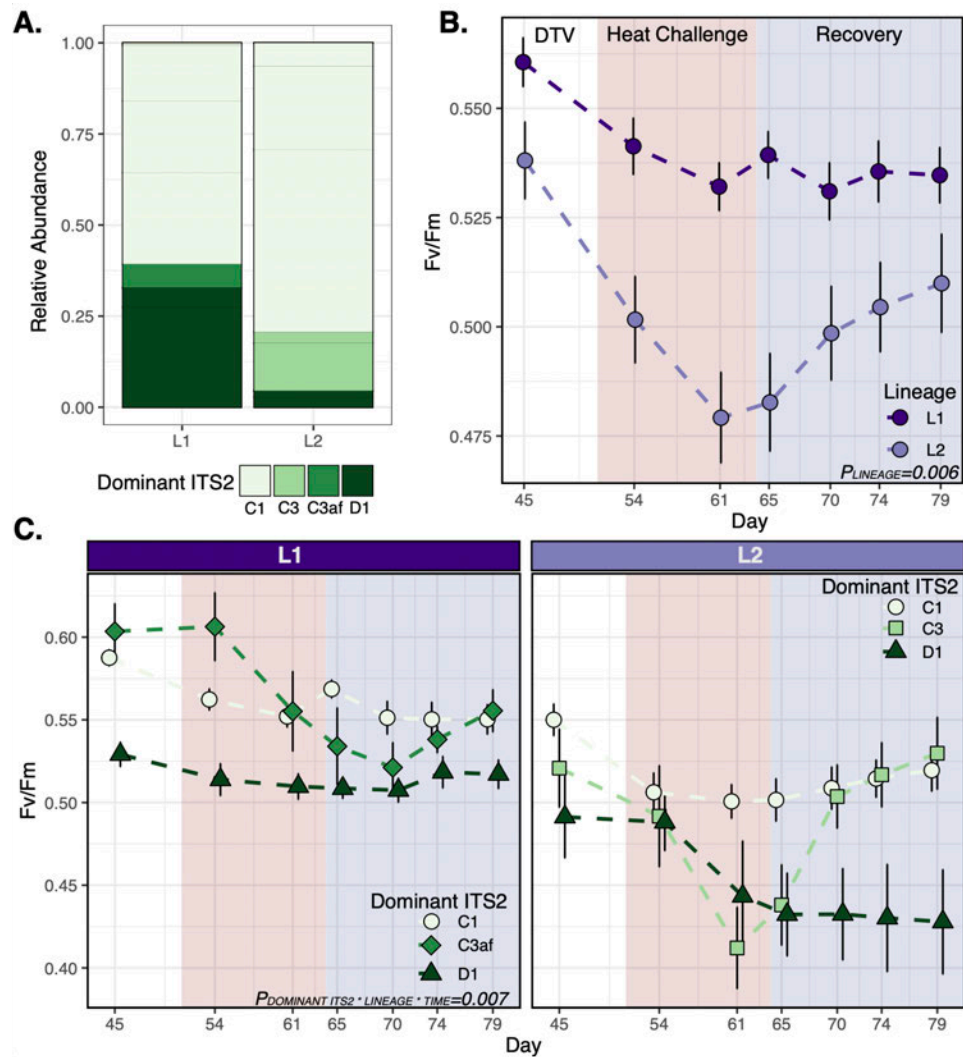 A.
1.00
0.75
0.50
0.25
0.00
Relative Abundance
L1 L2
Dominant ITS2
C1 C3 C3af D1
B.
DTV Heat Challenge Recovery
0.550
0.525
0.500
0.475
Fv/Fm
Lineage
L1
L2
PLINEAGE=0.006
45 54 61 65 70 74 79
Day
C.
L1
0.60
0.55
0.50
0.45
0.40
Fv/Fm
Dominant ITS2
C1
C3af
D1
PDOMINANT ITS2 * LINEAGE * TIME=0.007
45 54 61 65 70 74 79
L2
Dominant ITS2
C1
C3
D1
45 54 61 65 70 74 79
Day